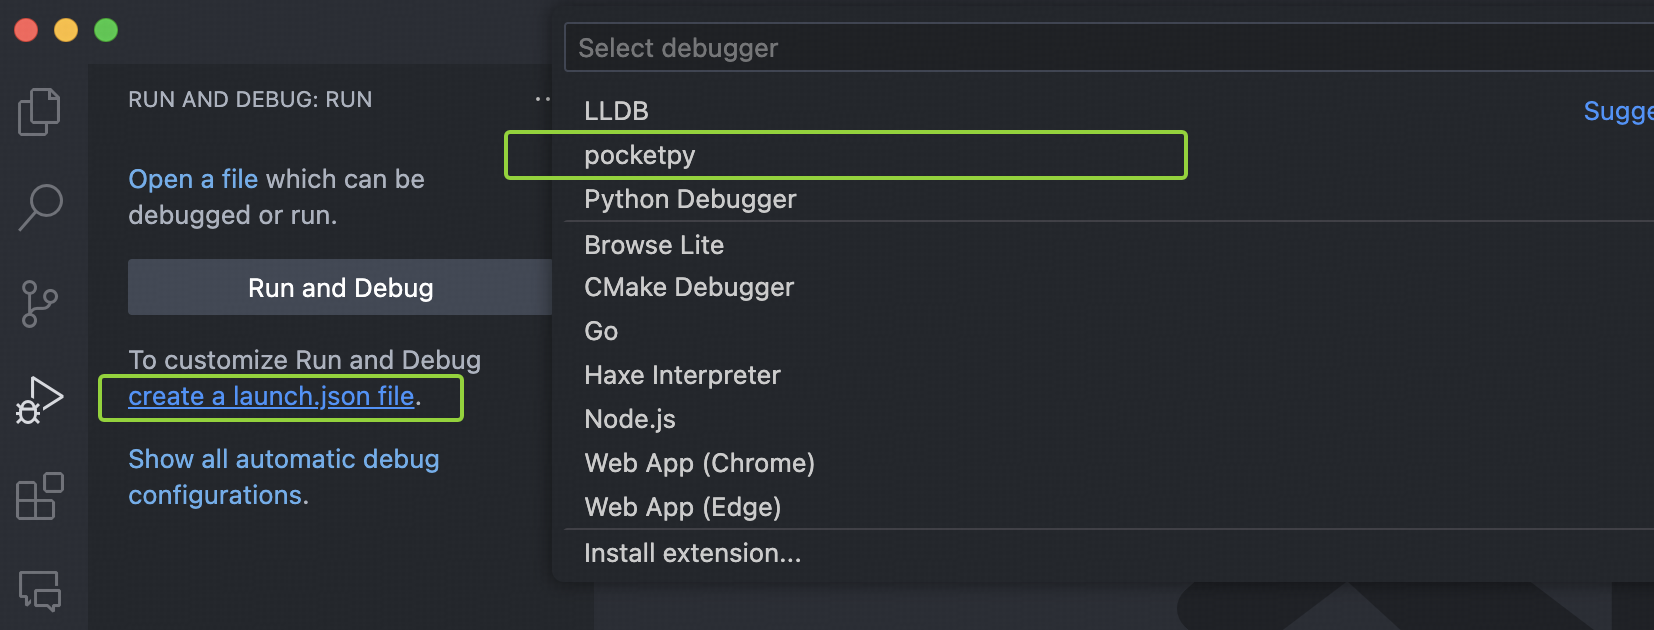 RUN AND DEBUG: RUN
Open a file which can be
debugged or run.
Run and Debug
To customize Run and Debug
create a launch.json file.
Show all automatic debug
configurations.
Select debugger
LLDB
pocketpy
Python Debugger
Browse Lite
CMake Debugger
Go
Haxe Interpreter
Node.js
Web App (Chrome)
Web App (Edge)
Install extension...